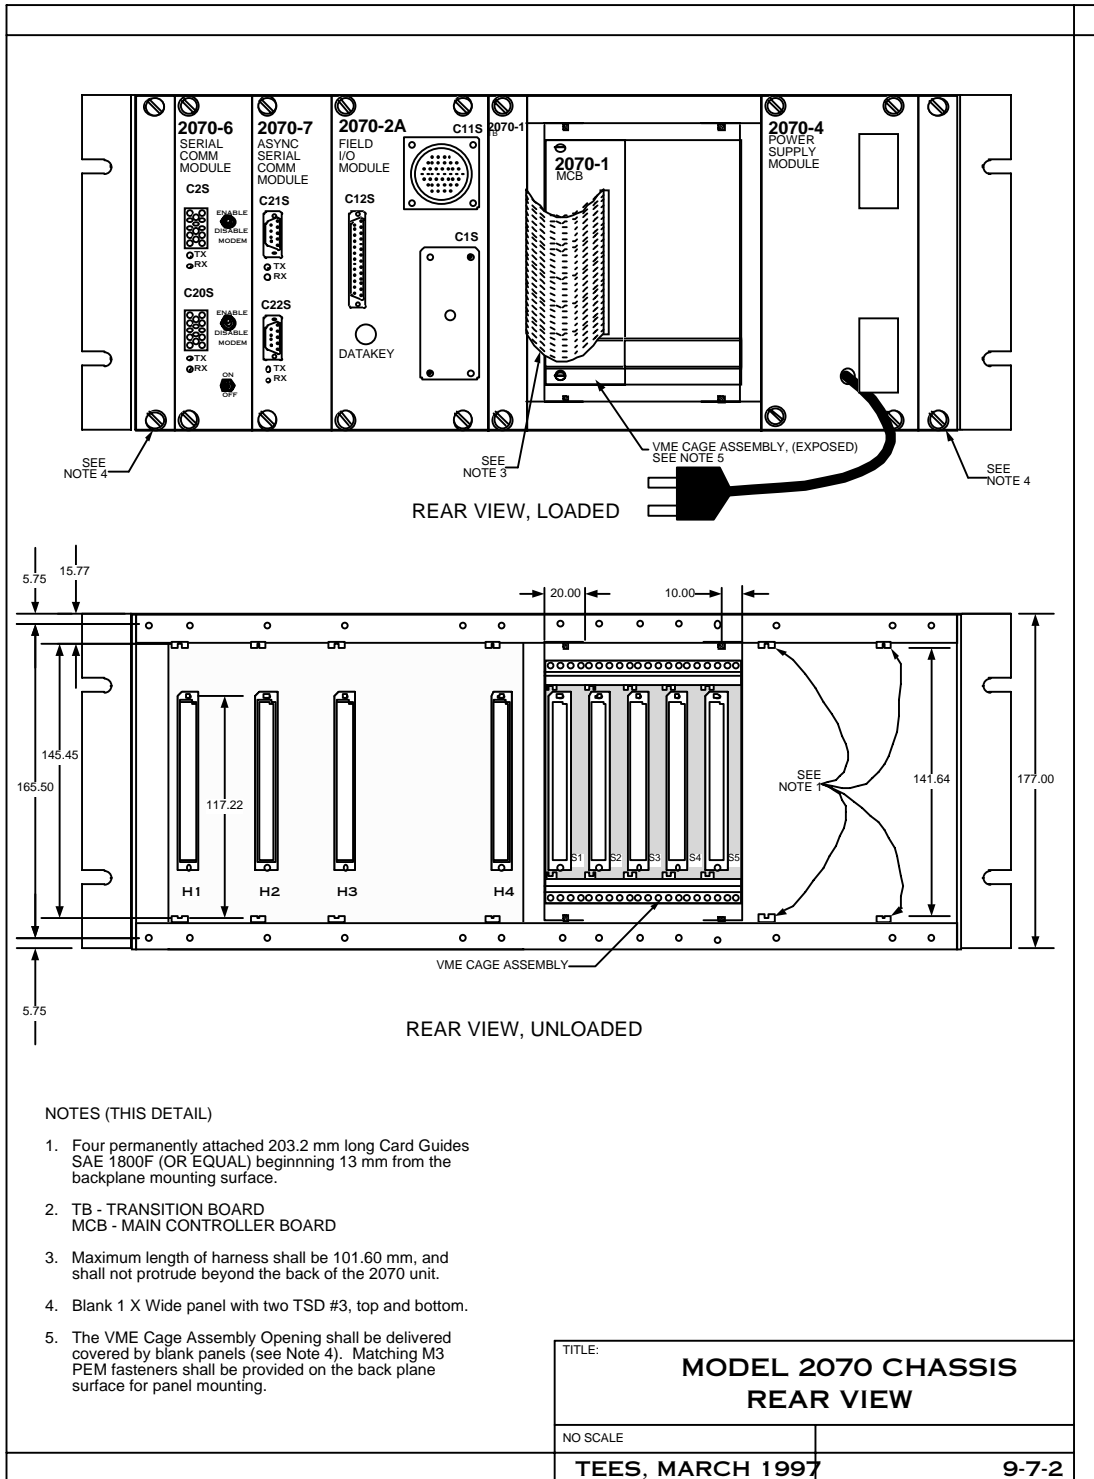 2070-6
SERIAL
COMM
MODULE
C2S
ENABLE
DISABLE
MODEM
TX
RX
C20S
ENABLE
DISABLE
MODEM
TX
RX
ON
OFF
2070-7
ASYNC
SERIAL
COMM
MODULE
C21S
TX
RX
C22S
TX
RX
2070-2A
FIELD
I/O
MODULE
C12S
DATAKEY
C11S
C1S
2070-1
TB
2070-1
MCB
2070-4
POWER
SUPPLY
MODULE
SEE
NOTE 4
SEE
NOTE 3
VME CAGE ASSEMBLY, (EXPOSED)
SEE NOTE 5
SEE
NOTE 4
REAR VIEW, LOADED
5.75
15.77
20.00
10.00
145.45
165.50
117.22
SEE
NOTE 1
141.64
177.00
S1
S2
S3
S4
S5
H1
H2
H3
H4
VME CAGE ASSEMBLY
5.75
REAR VIEW, UNLOADED
NOTES (THIS DETAIL)
1. Four permanently attached 203.2 mm long Card Guides
SAE 1800F (OR EQUAL) beginnning 13 mm from the
backplane mounting surface.
2. TB - TRANSITION BOARD
MCB - MAIN CONTROLLER BOARD
3. Maximum length of harness shall be 101.60 mm, and
shall not protrude beyond the back of the 2070 unit.
4. Blank 1 X Wide panel with two TSD #3, top and bottom.
5. The VME Cage Assembly Opening shall be delivered
covered by blank panels (see Note 4). Matching M3
PEM fasteners shall be provided on the back plane
surface for panel mounting.
TITLE:
MODEL 2070 CHASSIS
REAR VIEW
NO SCALE
TEES, MARCH 1997
9-7-2